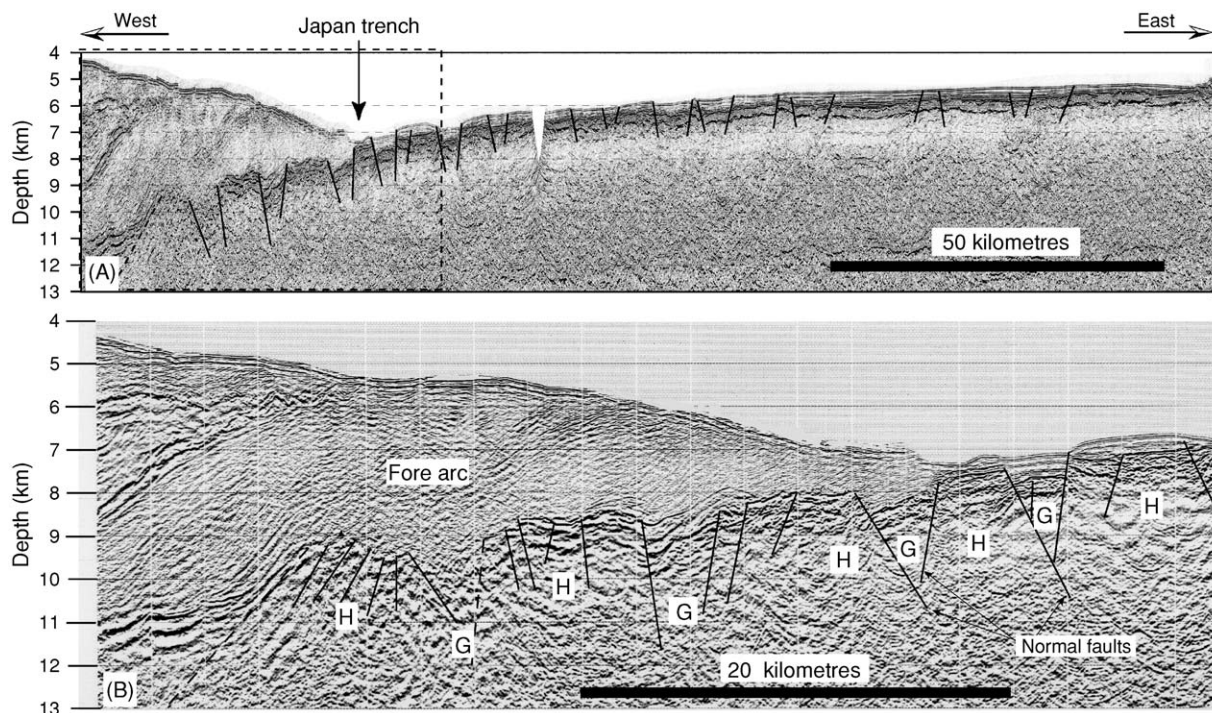 West
Japan trench
East
4
5
6
7
8
9
10
11
12
13
Depth (km)
50 kilometres
(A)
4
5
6
7
8
9
10
11
12
13
Depth (km)
Fore arc
H
G
H
G
H
G
H
G
H
Normal faults
20 kilometres
(B)